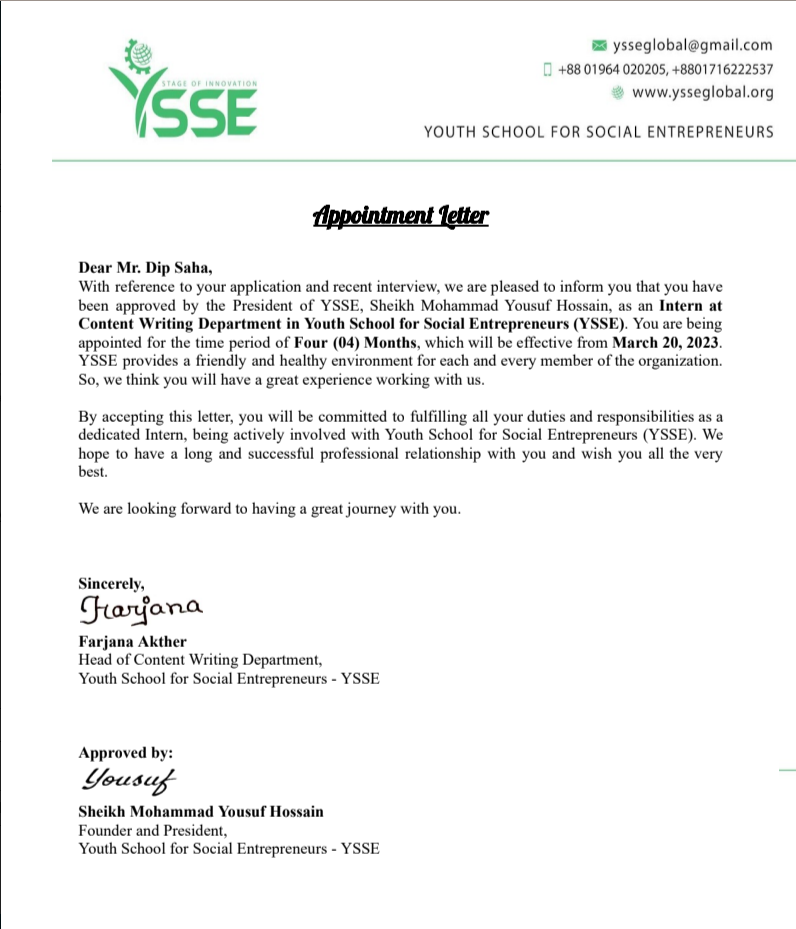 ysseglobal@gmail.com
+88 01964 020205, +8801716222537
www.ysseglobal.org
STAGE OF INNOVATION
YSSE
YOUTH SCHOOL FOR SOCIAL ENTREPRENEURS
Appointment Letter
Dear Mr. Dip Saha,
With reference to your application and recent interview, we are pleased to inform you that you have
been approved by the President of YSSE, Sheikh Mohammad Yousuf Hossain, as an Intern at
Content Writing Department in Youth School for Social Entrepreneurs (YSSE). You are being
appointed for the time period of Four (04) Months, which will be effective from March 20, 2023.
YSSE provides a friendly and healthy environment for each and every member of the organization.
So, we think you will have a great experience working with us.
By accepting this letter, you will be committed to fulfilling all your duties and responsibilities as a
dedicated Intern, being actively involved with Youth School for Social Entrepreneurs (YSSE). We
hope to have a long and successful professional relationship with you and wish you all the very
best.
We are looking forward to having a great journey with you.
Sincerely,
Harjana
Farjana Akther
Head of Content Writing Department,
Youth School for Social Entrepreneurs - YSSE
Approved by:
Yousuf
Sheikh Mohammad Yousuf Hossain
Founder and President,
Youth School for Social Entrepreneurs - YSSE